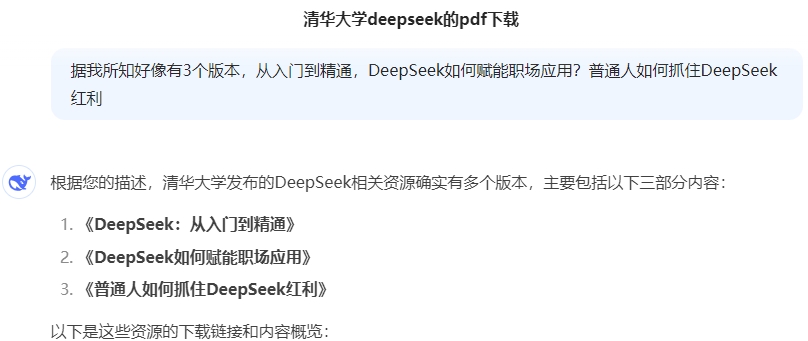 清华大学deepseek的pdf下载
据我所知好像有3个版本，从入门到精通，DeepSeek如何赋能职场应用？普通人如何抓住DeepSeek
红利
根据您的描述，清华大学发布的DeepSeek相关资源确实有多个版本，主要包括以下三部分内容：
1. 《DeepSeek：从入门到精通》
2. 《DeepSeek如何赋能职场应用》
3. 《普通人如何抓住DeepSeek红利》
以下是这些资源的下载链接和内容概览：